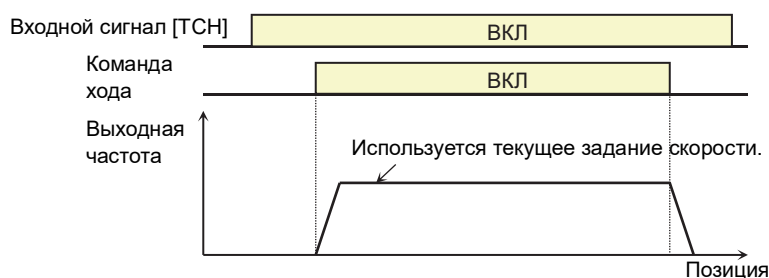 Входной сигнал [TCH]
ВКЛ
Команда
хода
ВКЛ
Выходная
частота
Используется текущее задание скорости.
Позиция